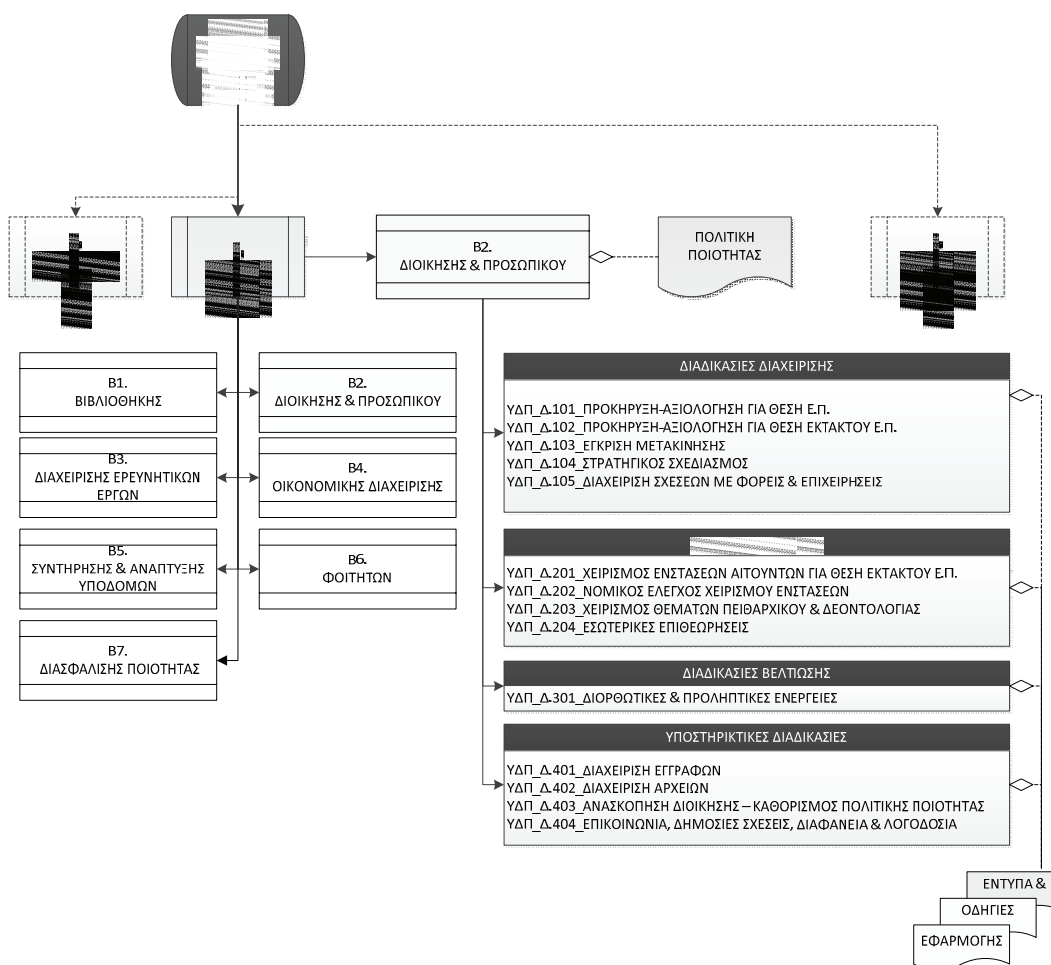 Β2.
ΔΙΟΙΚΗΣΗΣ & ΠΡΟΣΩΠΙΚΟΥ
ΠΟΛΙΤΙΚΗ
ΠΟΙΟΤΗΤΑΣ
Β1.
ΒΙΒΛΙΟΘΗΚΗΣ
Β2.
ΔΙΟΙΚΗΣΗΣ & ΠΡΟΣΩΠΙΚΟΥ
Β3.
ΔΙΑΧΕΙΡΙΣΗΣ ΕΡΕΥΝΗΤΙΚΩΝ
ΕΡΓΩΝ
Β4.
ΟΙΚΟΝΟΜΙΚΗΣ ΔΙΑΧΕΙΡΙΣΗΣ
Β5.
ΣΥΝΤΗΡΗΣΗΣ & ΑΝΑΠΤΥΞΗΣ
ΥΠΟΔΟΜΩΝ
Β6.
ΦΟΙΤΗΤΩΝ
Β7.
ΔΙΑΣΦΑΛΙΣΗΣ ΠΟΙΟΤΗΤΑΣ
ΔΙΑΔΙΚΑΣΙΕΣ ΔΙΑΧΕΙΡΙΣΗΣ
ΥΔΠ_Δ.101_ΠΡΟΚΗΡΥΞΗ-ΑΞΙΟΛΟΓΗΣΗ ΓΙΑ ΘΕΣΗ Ε.Π.
ΥΔΠ_Δ.102_ΠΡΟΚΗΡΥΞΗ-ΑΞΙΟΛΟΓΗΣΗ ΓΙΑ ΘΕΣΗ ΕΚΤΑΚΤΟΥ Ε.Π.
ΥΔΠ_Δ.103_ΕΓΚΡΙΣΗ ΜΕΤΑΚΙΝΗΣΗΣ
ΥΔΠ_Δ.104_ΣΤΡΑΤΗΓΙΚΟΣ ΣΧΕΔΙΑΣΜΟΣ
ΥΔΠ_Δ.105_ΔΙΑΧΕΙΡΙΣΗ ΣΧΕΣΕΩΝ ΜΕ ΦΟΡΕΙΣ & ΕΠΙΧΕΙΡΗΣΕΙΣ
ΥΔΠ_Δ.201_ΧΕΙΡΙΣΜΟΣ ΕΝΣΤΑΣΕΩΝ ΑΙΤΟΥΝΤΩΝ ΓΙΑ ΘΕΣΗ ΕΚΤΑΚΤΟΥ Ε.Π.
ΥΔΠ_Δ.202_ΝΟΜΙΚΟΣ ΕΛΕΓΧΟΣ ΧΕΙΡΙΣΜΟΥ ΕΝΣΤΑΣΕΩΝ
ΥΔΠ_Δ.203_ΧΕΙΡΙΣΜΟΣ ΘΕΜΑΤΩΝ ΠΕΙΘΑΡΧΙΚΟΥ & ΔΕΟΝΤΟΛΟΓΙΑΣ
ΥΔΠ_Δ.204_ΕΣΩΤΕΡΙΚΕΣ ΕΠΙΘΕΩΡΗΣΕΙΣ
ΔΙΑΔΙΚΑΣΙΕΣ ΒΕΛΤΙΩΣΗΣ
ΥΔΠ_Δ.301_ΔΙΟΡΘΩΤΙΚΕΣ & ΠΡΟΛΗΠΤΙΚΕΣ ΕΝΕΡΓΕΙΕΣ
ΥΠΟΣΤΗΡΙΚΤΙΚΕΣ ΔΙΑΔΙΚΑΣΙΕΣ
ΥΔΠ_Δ.401_ΔΙΑΧΕΙΡΙΣΗ ΕΓΓΡΑΦΩΝ
ΥΔΠ_Δ.402_ΔΙΑΧΕΙΡΙΣΗ ΑΡΧΕΙΩΝ
ΥΔΠ_Δ.403_ΑΝΑΣΚΟΠΗΣΗ ΔΙΟΙΚΗΣΗΣ – ΚΑΘΟΡΙΣΜΟΣ ΠΟΛΙΤΙΚΗΣ ΠΟΙΟΤΗΤΑΣ
ΥΔΠ_Δ.404_ΕΠΙΚΟΙΝΩΝΙΑ, ΔΗΜΟΣΙΕΣ ΣΧΕΣΕΙΣ, ΔΙΑΦΑΝΕΙΑ & ΛΟΓΟΔΟΣΙΑ
ΕΝΤΥΠΑ &
ΟΔΗΓΙΕΣ
ΕΦΑΡΜΟΓΗΣ